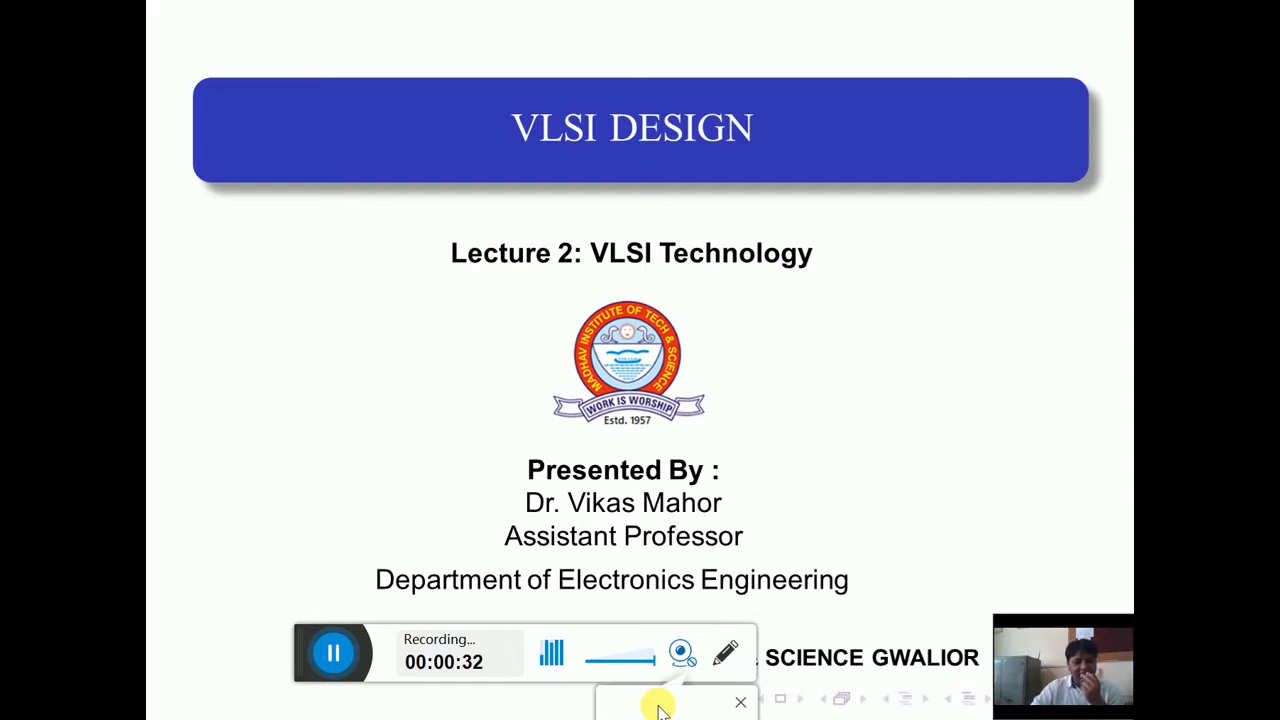 VLSI DESIGN
Lecture 2: VLSI Technology
MADHAV INSTITUTE OF TECH & SCIENCE
WORK IS WORSHIP
Estd. 1957
Presented By :
Dr. Vikas Mahor
Assistant Professor
Department of Electronics Engineering
Recording...
00:00:32
SCIENCE GWALIOR